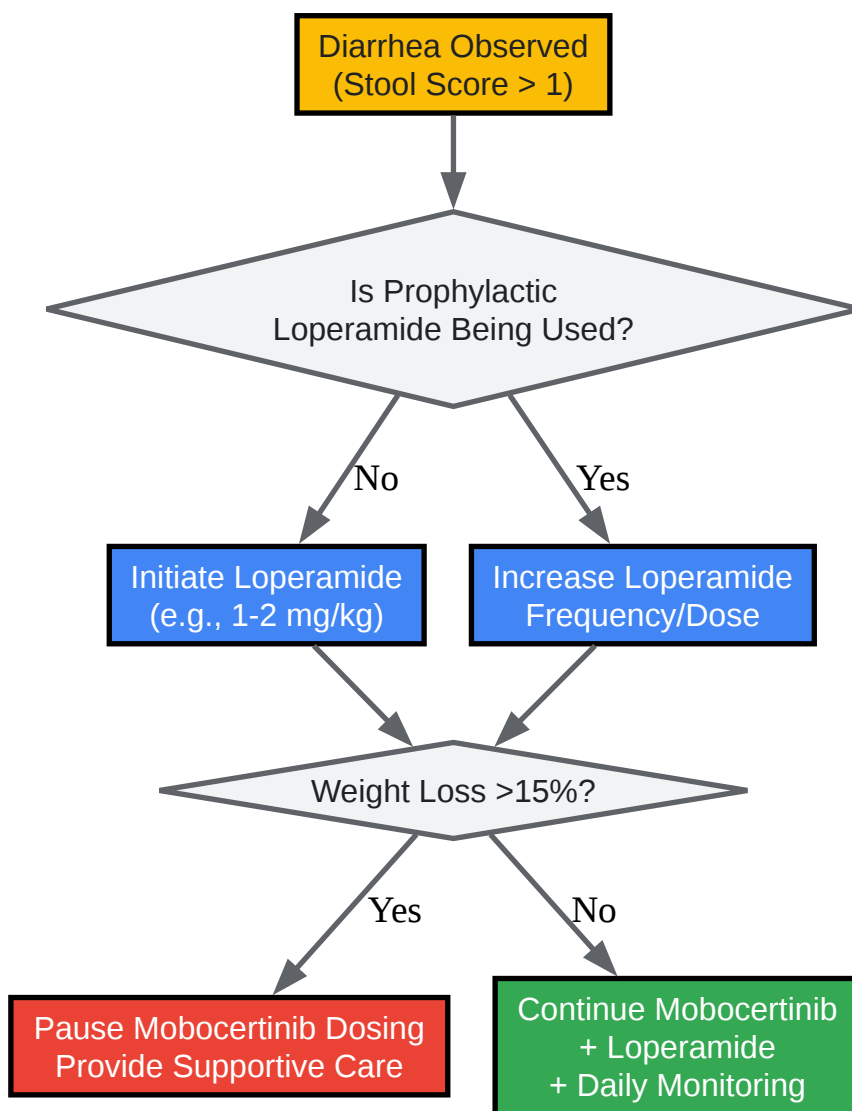 Diarrhea Observed
(Stool Score > 1)
Is Prophylactic
Loperamide Being Used?
No
Yes
Initiate Loperamide
(e.g., 1-2 mg/kg)
Increase Loperamide
Frequency/Dose
Weight Loss >15%?
Yes
No
Pause Mobocertinib Dosing
Provide Supportive Care
Continue Mobocertinib
+ Loperamide
+ Daily Monitoring